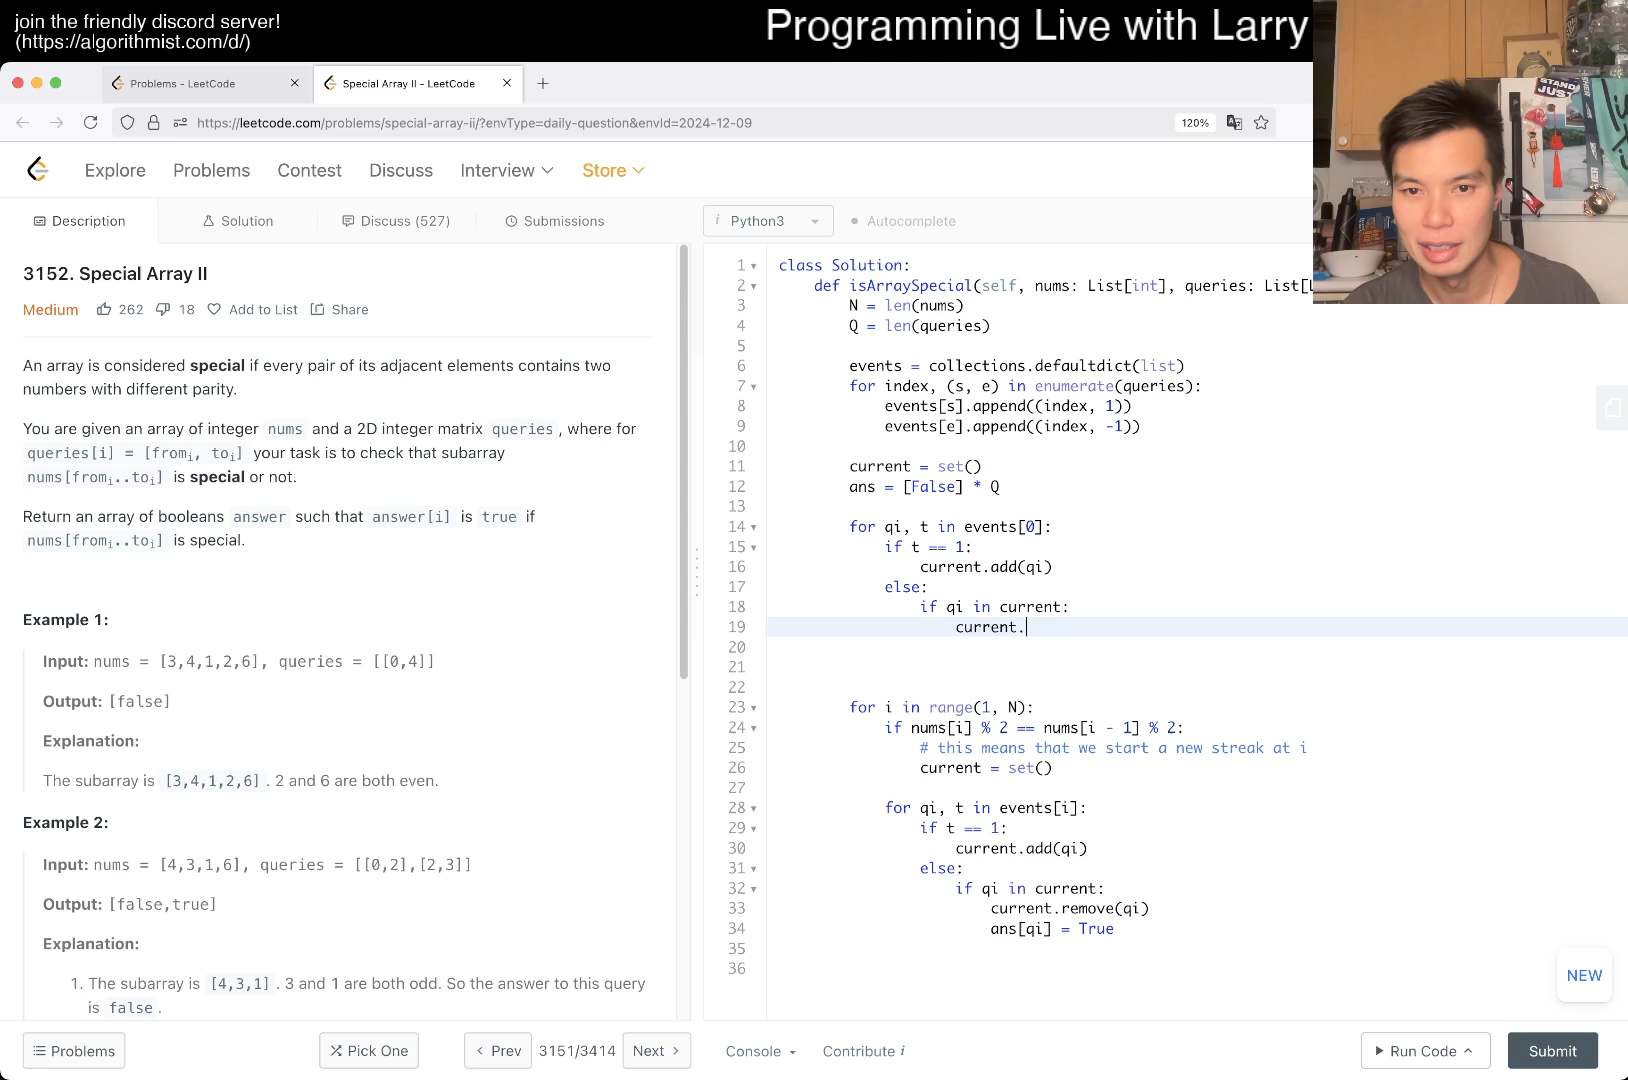 join the friendly discord server!
(https://algorithmist.com/d/)
Programming Live with Larry
Problems - LeetCode
Special Array II - LeetCode
https://leetcode.com/problems/special-array-ii/?envType=daily-question&envId=2024-12-09
120%
Explore
Problems
Contest
Discuss
Interview
Store
Description
Solution
Discuss (527)
Submissions
i Python3
Autocomplete
3152. Special Array II
Medium
262
18
Add to List
Share
An array is considered special if every pair of its adjacent elements contains two
numbers with different parity.
You are given an array of integer nums and a 2D integer matrix queries, where for
queries[i] = [fromi, toi] your task is to check that subarray
nums[fromi..toi] is special or not.
Return an array of booleans answer such that answer[i] is true if
nums[fromi..toi] is special.
Example 1:
Input: nums = [3,4,1,2,6], queries = [[0,4]]
Output: [false]
Explanation:
The subarray is [3,4,1,2,6]. 2 and 6 are both even.
Example 2:
Input: nums = [4,3,1,6], queries = [[0,2],[2,3]]
Output: [false,true]
Explanation:
1. The subarray is [4,3,1]. 3 and 1 are both odd. So the answer to this query
is false.
1 class Solution:
2 def isArraySpecial(self, nums: List[int], queries: List[L
3 N = len(nums)
4 Q = len(queries)
5
6 events = collections.defaultdict(list)
7 for index, (s, e) in enumerate(queries):
8 events[s].append((index, 1))
9 events[e].append((index, -1))
10
11 current = set()
12 ans = [False] * Q
13
14 for qi, t in events[0]:
15 if t == 1:
16 current.add(qi)
17 else:
18 if qi in current:
19 current.
20
21
22
23 for i in range(1, N):
24 if nums[i] % 2 == nums[i - 1] % 2:
25 # this means that we start a new streak at i
26 current = set()
27
28 for qi, t in events[i]:
29 if t == 1:
30 current.add(qi)
31 else:
32 if qi in current:
33 current.remove(qi)
34 ans[qi] = True
35
36
NEW
Problems
Pick One
Prev
3151/3414
Next
Console
Contribute i
Run Code
Submit